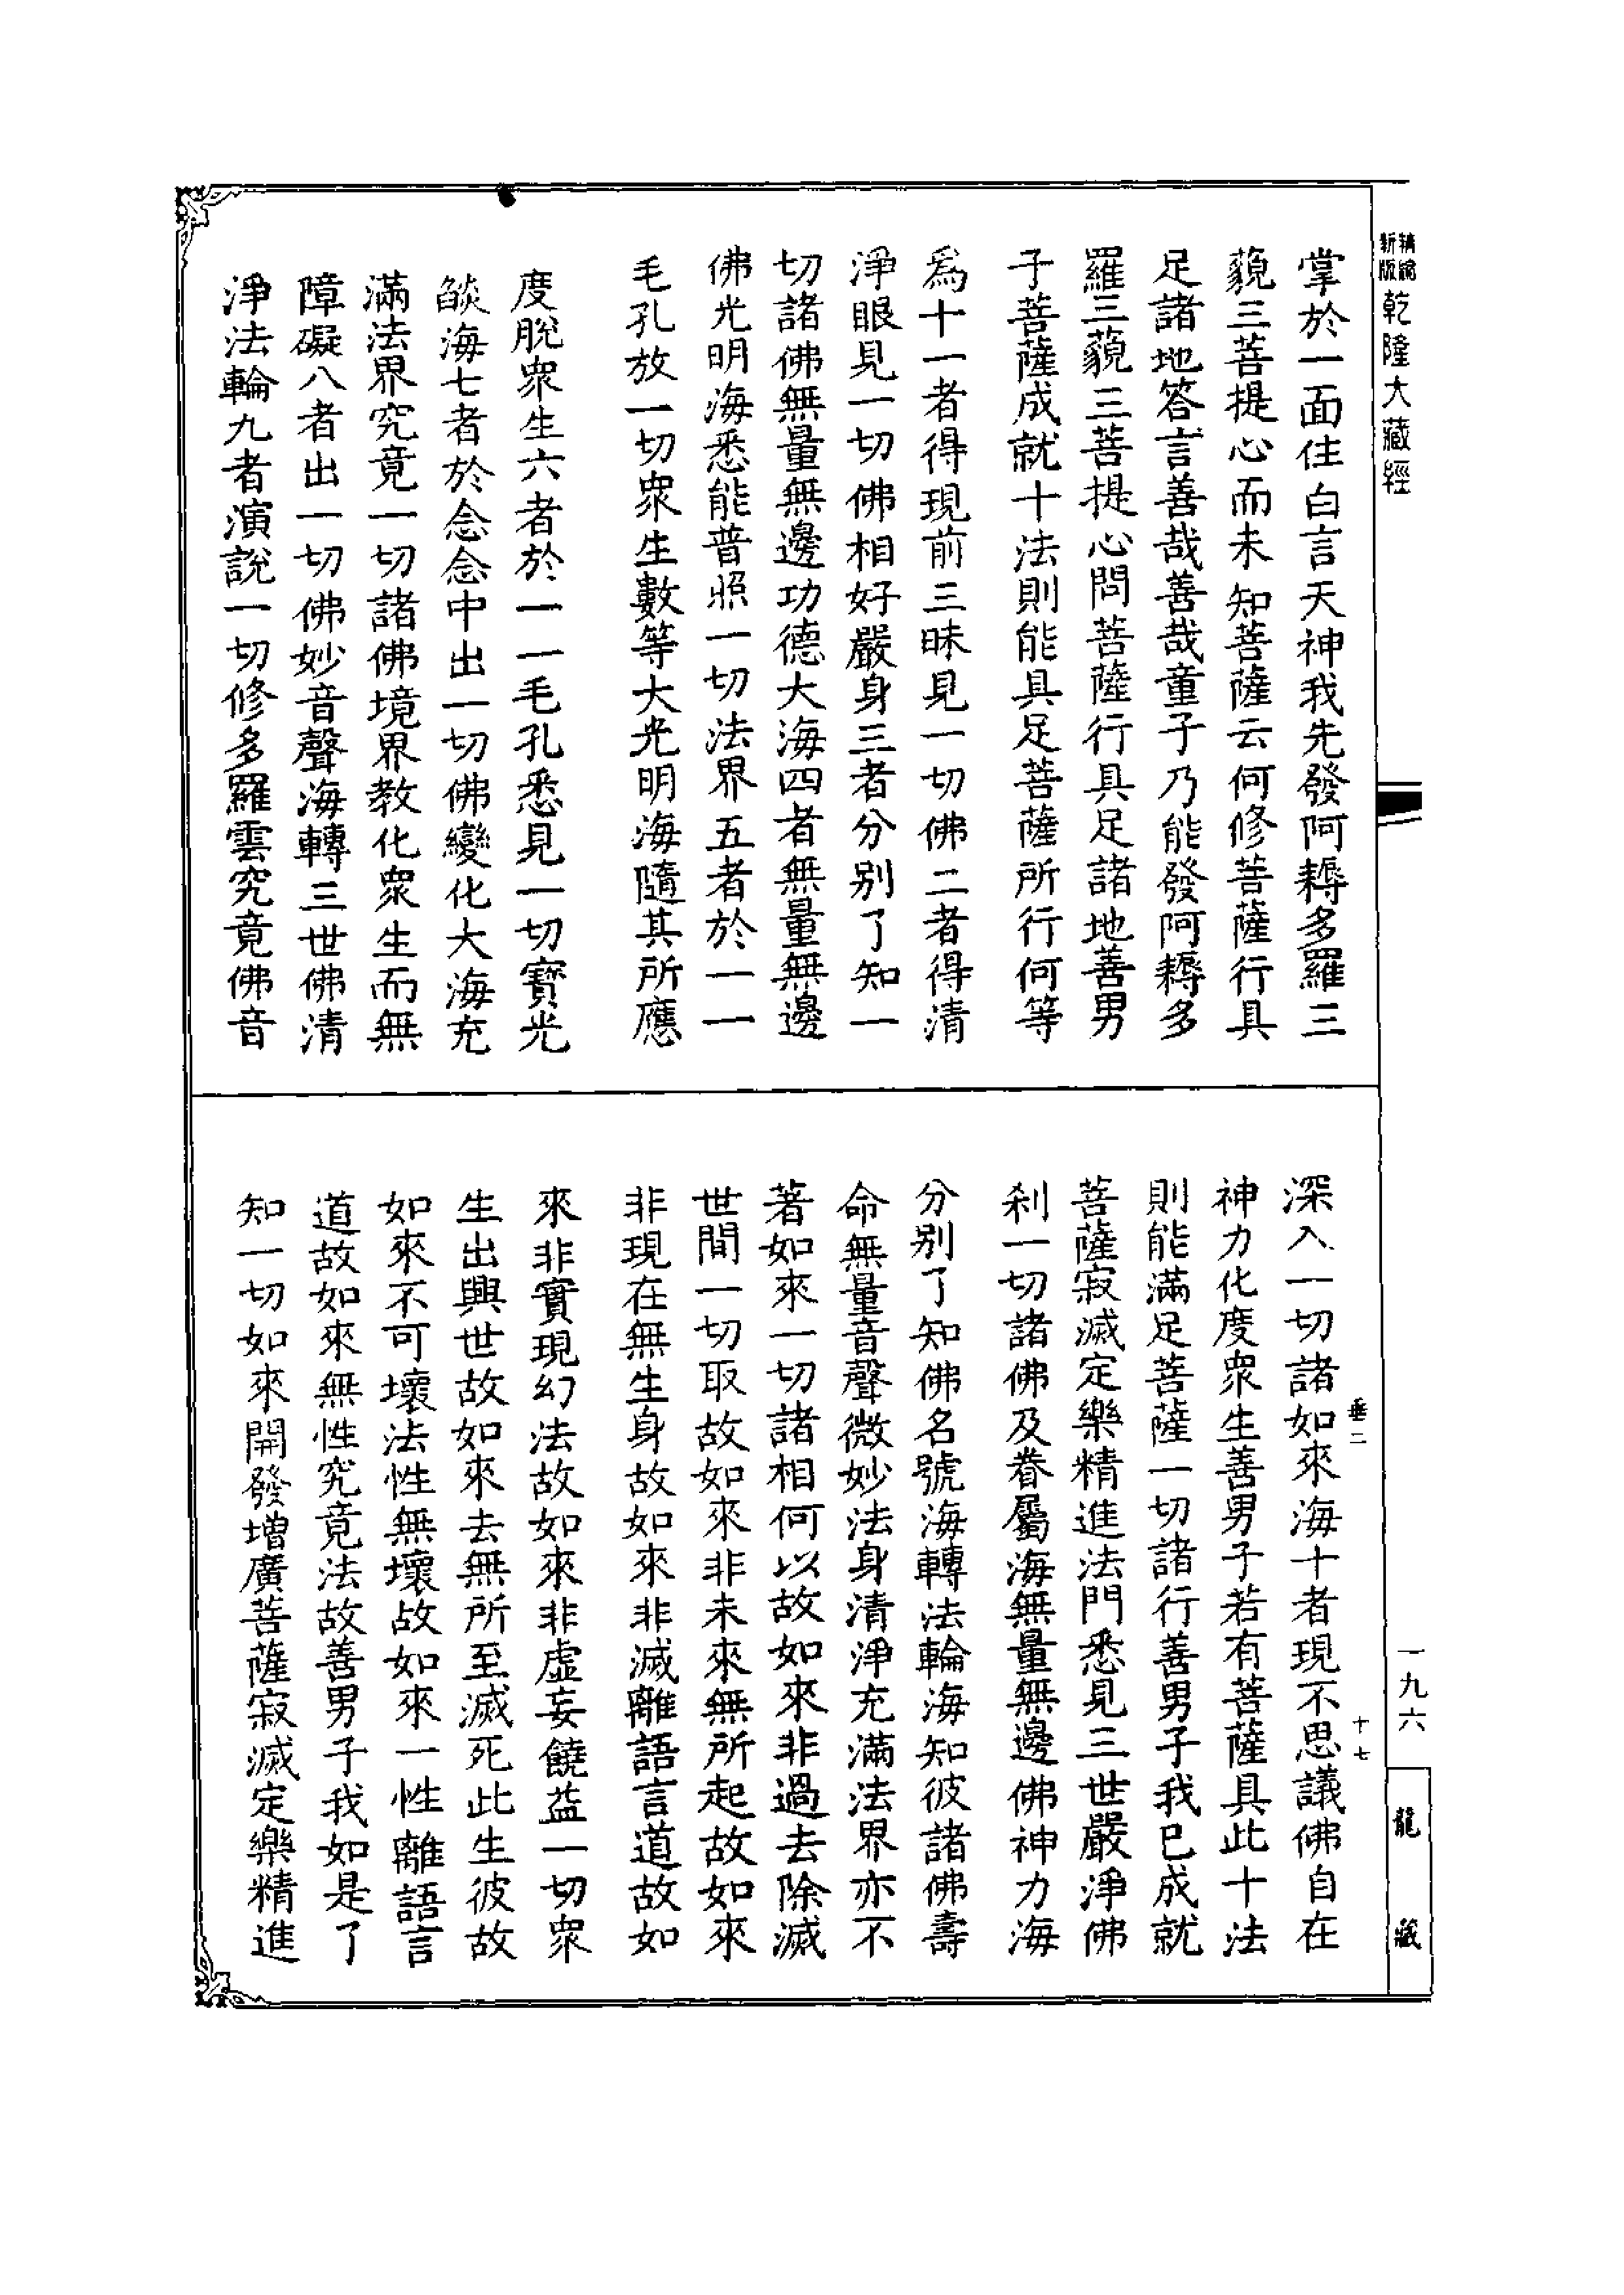 新編縮版乾隆大藏經
掌於一面住白言天神我先發阿耨多羅三
藐三菩提心而未知菩薩云何修菩薩行具
足諸地答言善哉善哉童子乃能發阿耨多
羅三藐三菩提心問菩薩行具足諸地善男
子菩薩成就十法則能具足菩薩所行何等
爲十一者得現前三昧見一切佛二者得清
淨眼見一切佛相好嚴身三者分別了知一
切諸佛無量無邊功德大海四者無量無邊
佛光明海悉能普照一切法界五者於一一
毛孔放一切衆生數等大光明海隨其所應
度脫衆生六者於一一毛孔悉見一切寶光
燄海七者於念念中出一切佛變化大海充
滿法界究竟一切諸佛境界教化衆生而無
障礙八者出一切佛妙音聲海轉三世佛清
淨法輪九者演說一切修多羅雲究竟佛音
深入一切諸如來海十者現不思議佛自在
神力化度衆生善男子若有菩薩具此十法
則能滿足菩薩一切諸行善男子我已成就
菩薩寂滅定樂精進法門悉見三世嚴淨佛
刹一切諸佛及眷屬海無量無邊佛神力海
分別了知佛名號海轉法輪海知彼諸佛壽
命無量音聲微妙法身清淨充滿法界亦不
著如來一切諸相何以故如來非過去除滅
世間一切取故如來非未來無所起故如來
非現在無生身故如來非滅離語言道故如
來非實現幻法故如來非虛妄饒益一切衆
生出興世故如來去無所至滅死此生彼故
如來不可壞法性無壞故如來一性離語言
道故如來無性究竟法故善男子我如是了
知一切如來開發增廣菩薩寂滅定樂精進
垂二
十七
一九六
龍藏